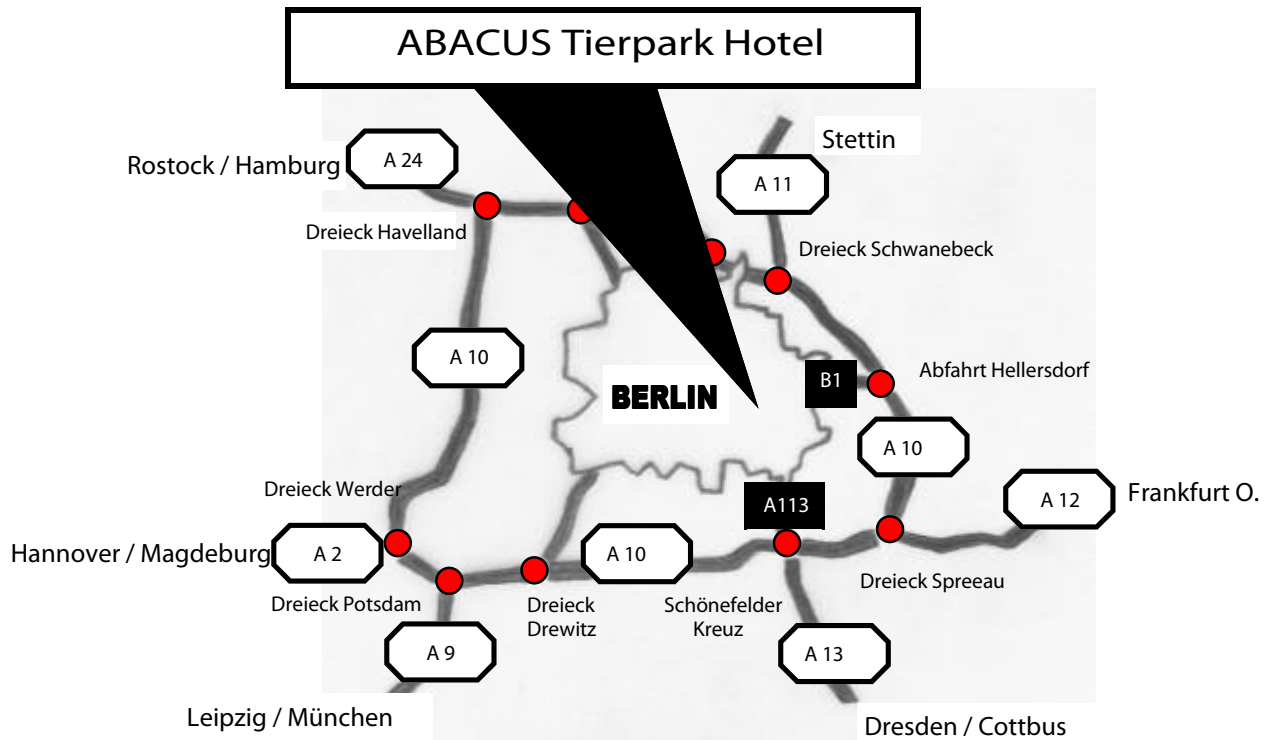 ABACUS Tierpark Hotel
Stettin
A 24
Rostock / Hamburg
A 11
Dreieck Havelland
Dreieck Schwanebeck
A 10
B1
Abfahrt Hellersdorf
BERLIN
A 10
Dreieck Werder
A113
A 12
Frankfurt O.
Hannover / Magdeburg
A 2
A 10
Dreieck Spreeau
Dreieck Potsdam
Dreieck
Drewitz
Schönefelder
Kreuz
A 9
A 13
Leipzig / München
Dresden / Cottbus